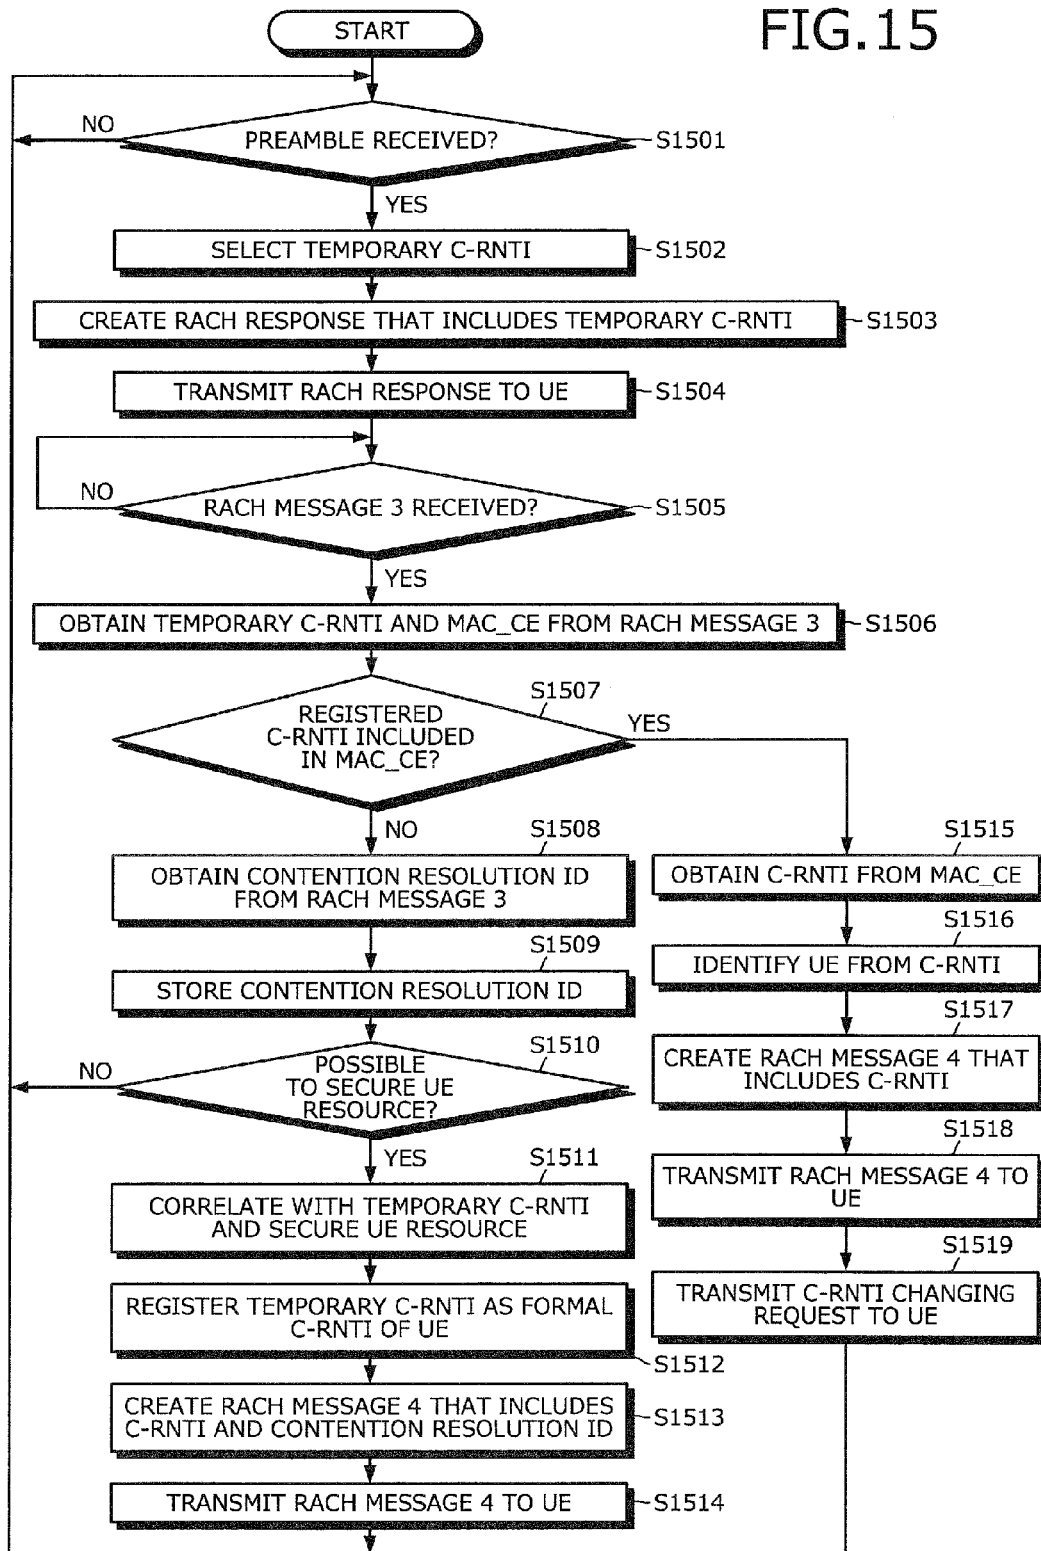 FIG.15
START
NO
PREAMBLE RECEIVED?
S1501
YES
SELECT TEMPORARY C-RNTI
S1502
CREATE RACH RESPONSE THAT INCLUDES TEMPORARY C-RNTI
S1503
TRANSMIT RACH RESPONSE TO UE
S1504
NO
RACH MESSAGE 3 RECEIVED?
S1505
YES
OBTAIN TEMPORARY C-RNTI AND MAC_CE FROM RACH MESSAGE 3
S1506
S1507
REGISTERED
C-RNTI INCLUDED
IN MAC_CE?
YES
NO
S1508
OBTAIN CONTENTION RESOLUTION ID
FROM RACH MESSAGE 3
S1509
STORE CONTENTION RESOLUTION ID
S1510
NO
POSSIBLE
TO SECURE UE
RESOURCE?
YES
S1511
CORRELATE WITH TEMPORARY C-RNTI
AND SECURE UE RESOURCE
REGISTER TEMPORARY C-RNTI AS FORMAL
C-RNTI OF UE
S1512
CREATE RACH MESSAGE 4 THAT INCLUDES
C-RNTI AND CONTENTION RESOLUTION ID
S1513
TRANSMIT RACH MESSAGE 4 TO UE
S1514
S1515
OBTAIN C-RNTI FROM MAC_CE
S1516
IDENTIFY UE FROM C-RNTI
S1517
CREATE RACH MESSAGE 4 THAT
INCLUDES C-RNTI
S1518
TRANSMIT RACH MESSAGE 4 TO
UE
S1519
TRANSMIT C-RNTI CHANGING
REQUEST TO UE